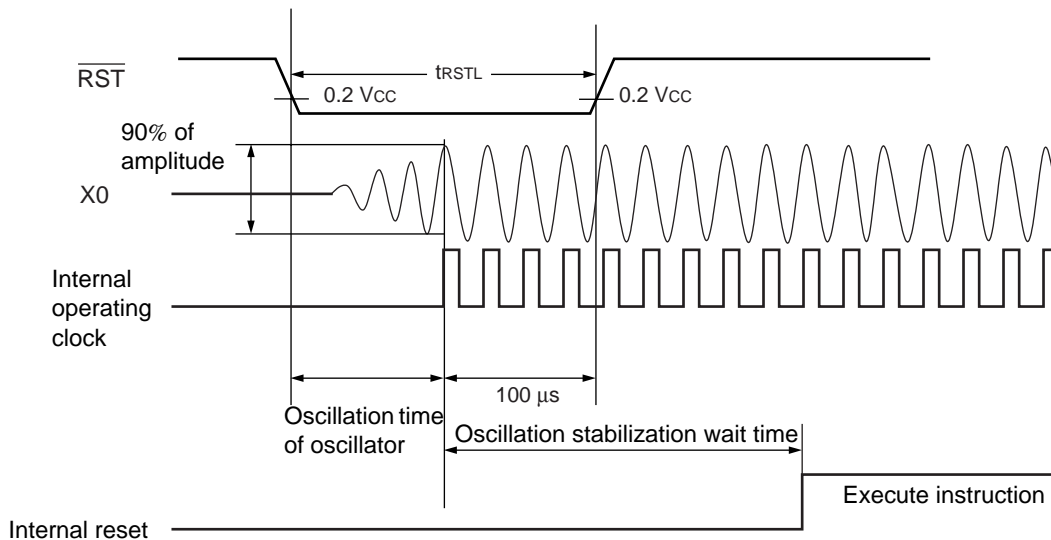 RST
tRSTL
0.2 VCC
0.2 VCC
90% of
amplitude
X0
Internal
operating
clock
100 μs
Oscillation time
of oscillator
Oscillation stabilization wait time
Execute instruction
Internal reset